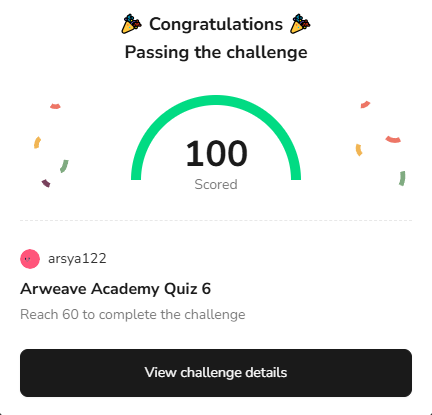 🎉 Congratulations 🎉
Passing the challenge
100
Scored
arsya122
Arweave Academy Quiz 6
Reach 60 to complete the challenge
View challenge details